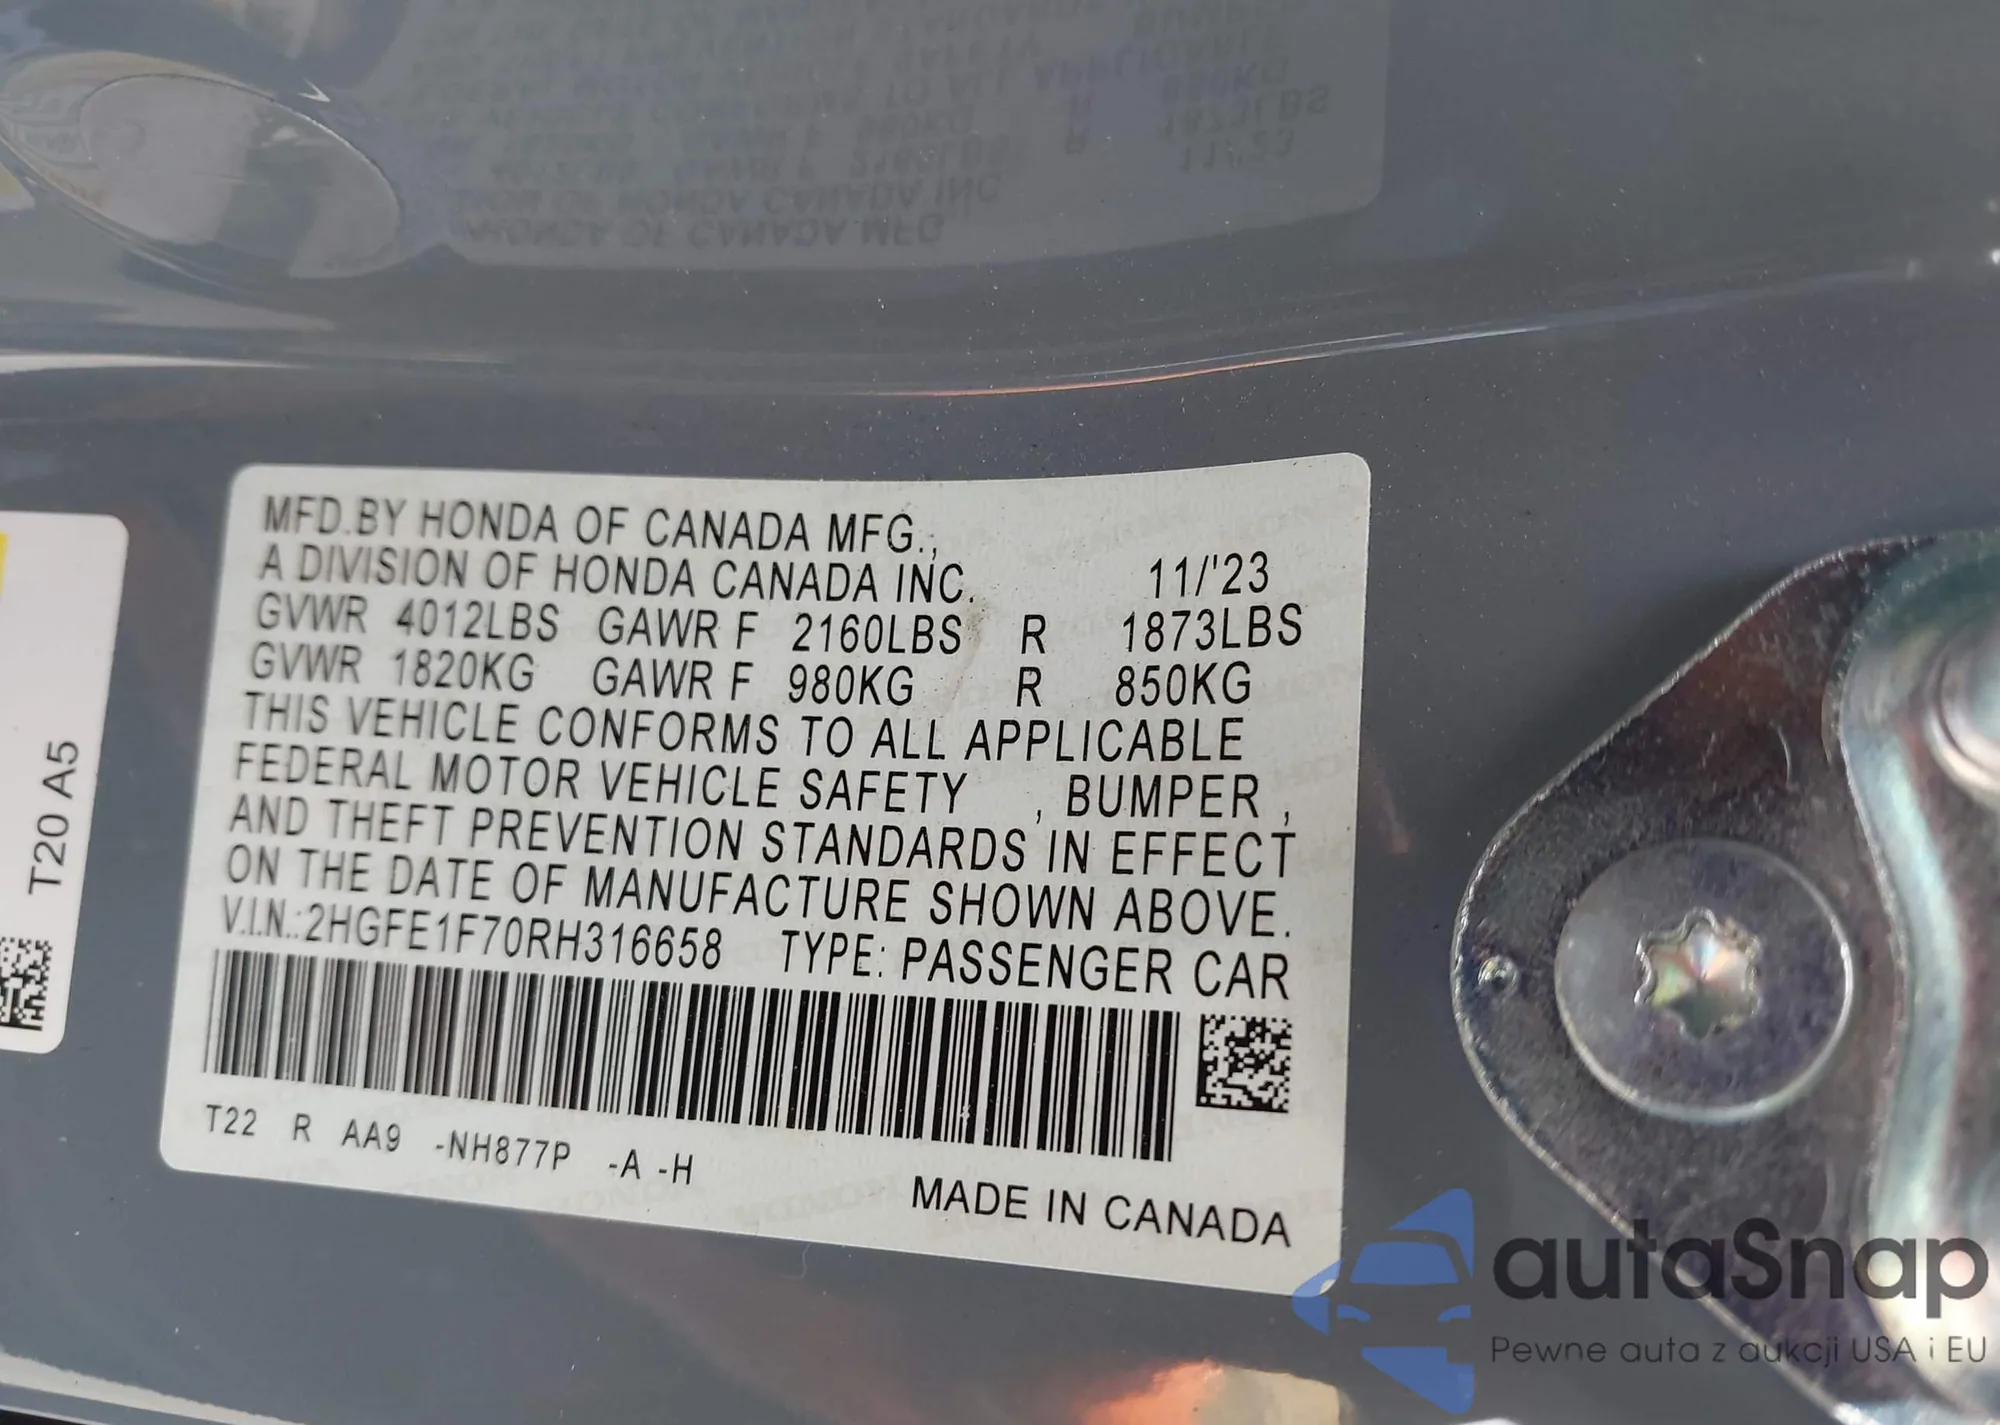 MFD.BY HONDA OF CANADA MFG.,
A DIVISION OF HONDA CANADA INC. 11/'23
GVWR 4012LBS GAWR F 2160LBS R 1873LBS
GVWR 1820KG GAWR F 980KG R 850KG
THIS VEHICLE CONFORMS TO ALL APPLICABLE
FEDERAL MOTOR VEHICLE SAFETY , BUMPER ,
AND THEFT PREVENTION STANDARDS IN EFFECT
ON THE DATE OF MANUFACTURE SHOWN ABOVE.
V.I.N.:2HGFE1F70RH316658 TYPE: PASSENGER CAR
T22 R AA9 -NH877P -A -H
MADE IN CANADA
T20 A5
autaSnap
Pewne auta z aukcji USA i EU